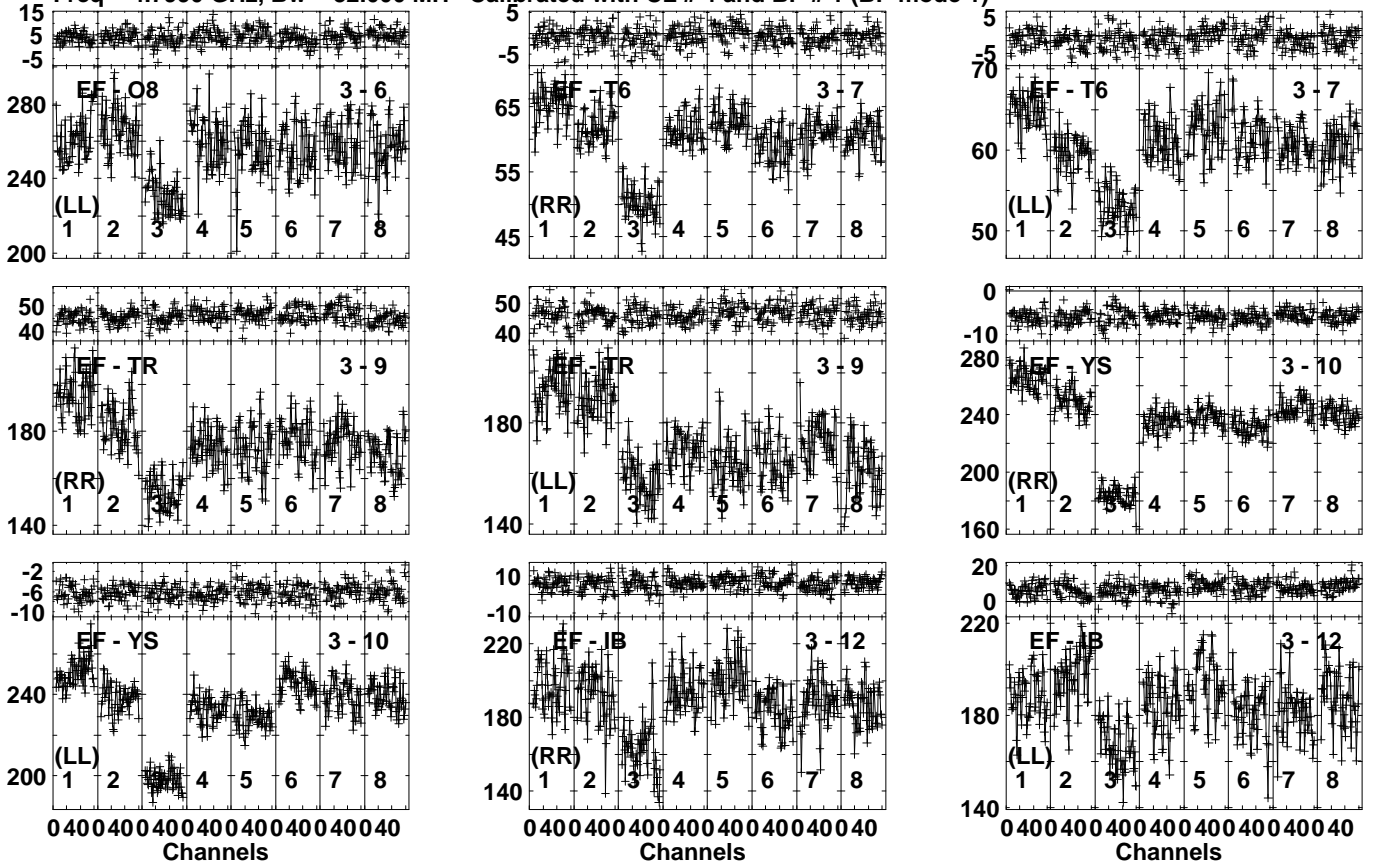 15
5
-5
EF - O8 3 - 6
280
240
(LL)
200
1 2 3 4 5 6 7 8
5
-5
EF - T6 3 - 7
65
55
(RR)
45
1 2 3 4 5 6 7 8
5
-5
70
EF - T6 3 - 7
60
(LL)
50
1 2 3 4 5 6 7 8
50
40
EF - TR 3 - 9
180
(RR)
140
1 2 3 4 5 6 7 8
50
40
EF - TR 3 - 9
180
(LL)
140
1 2 3 4 5 6 7 8
0
-10
280
EF - YS 3 - 10
240
200
(RR)
160
1 2 3 4 5 6 7 8
-2
-6
-10
EF - YS 3 - 10
240
(LL)
200
1 2 3 4 5 6 7 8
0 40 0 40 0 40 0 40 0 40 0 40 0 40 0 40
Channels
10
-10
220
EF - IB 3 - 12
180
(RR)
140
1 2 3 4 5 6 7 8
0 40 0 40 0 40 0 40 0 40 0 40 0 40 0 40
Channels
20
0
220
EF - IB 3 - 12
180
(LL)
140
1 2 3 4 5 6 7 8
0 40 0 40 0 40 0 40 0 40 0 40 0 40 0 40
Channels